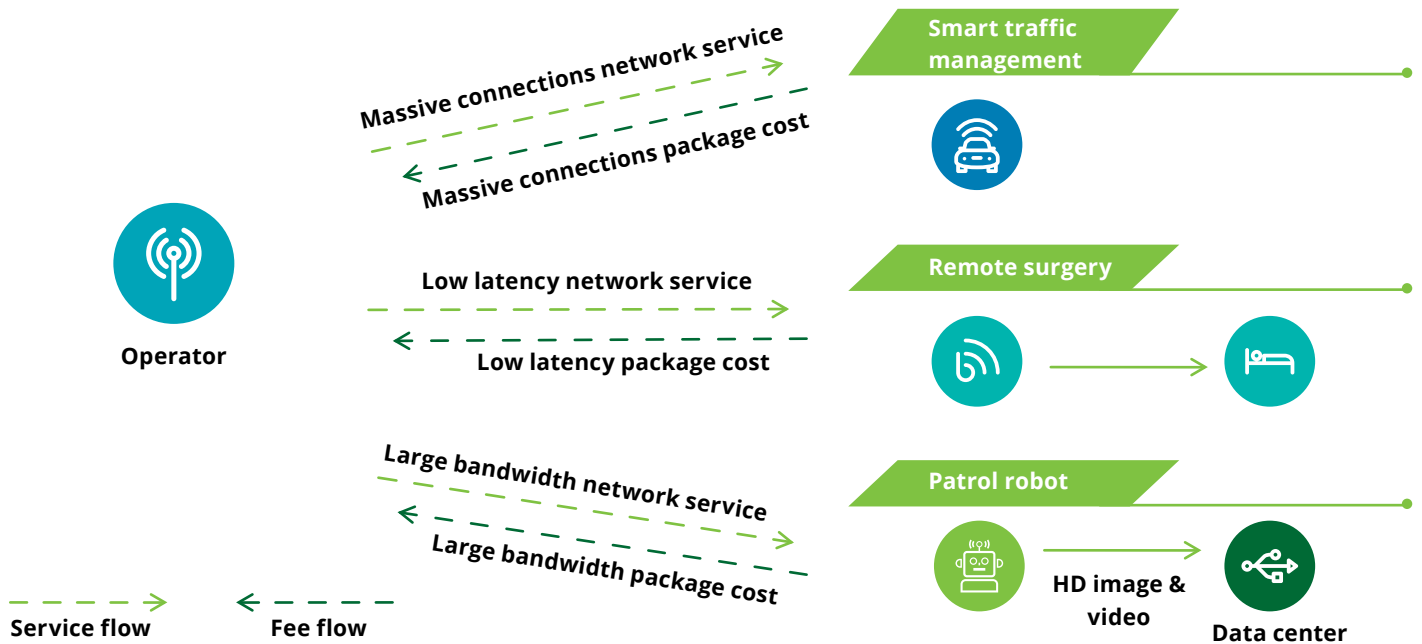 Massive connections network service
Massive connections package cost
Smart traffic
management
Operator
Low latency network service
Low latency package cost
Remote surgery
Large bandwidth network service
Large bandwidth package cost
Patrol robot
HD image &
video
Data center
Service flow
Fee flow